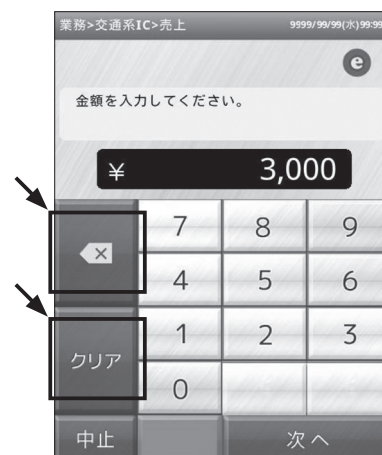 業務>交通系IC>売上 9999/99/99(水)99:99
e
金額を入力してください。
¥ 3,000
7 8 9
4 5 6
クリア 1 2 3
0
中止 次へ